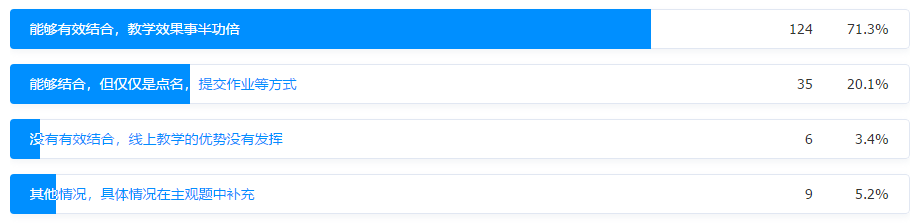 能够有效结合，教学效果事半功倍 124 71.3%
能够结合，但仅仅是点名，提交作业等方式 35 20.1%
没有有效结合，线上教学的优势没有发挥 6 3.4%
其他情况，具体情况在主观题中补充 9 5.2%